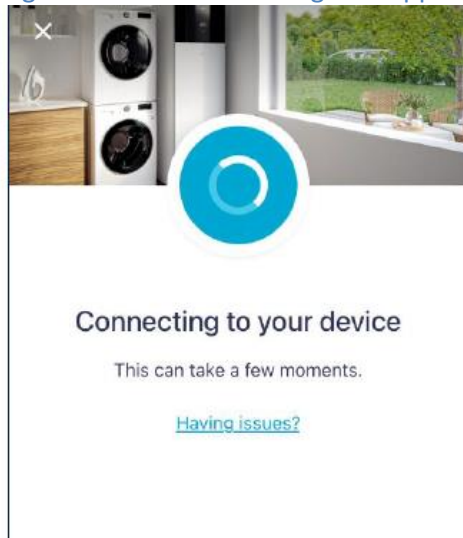 Connecting to your device
This can take a few moments.
Having issues?